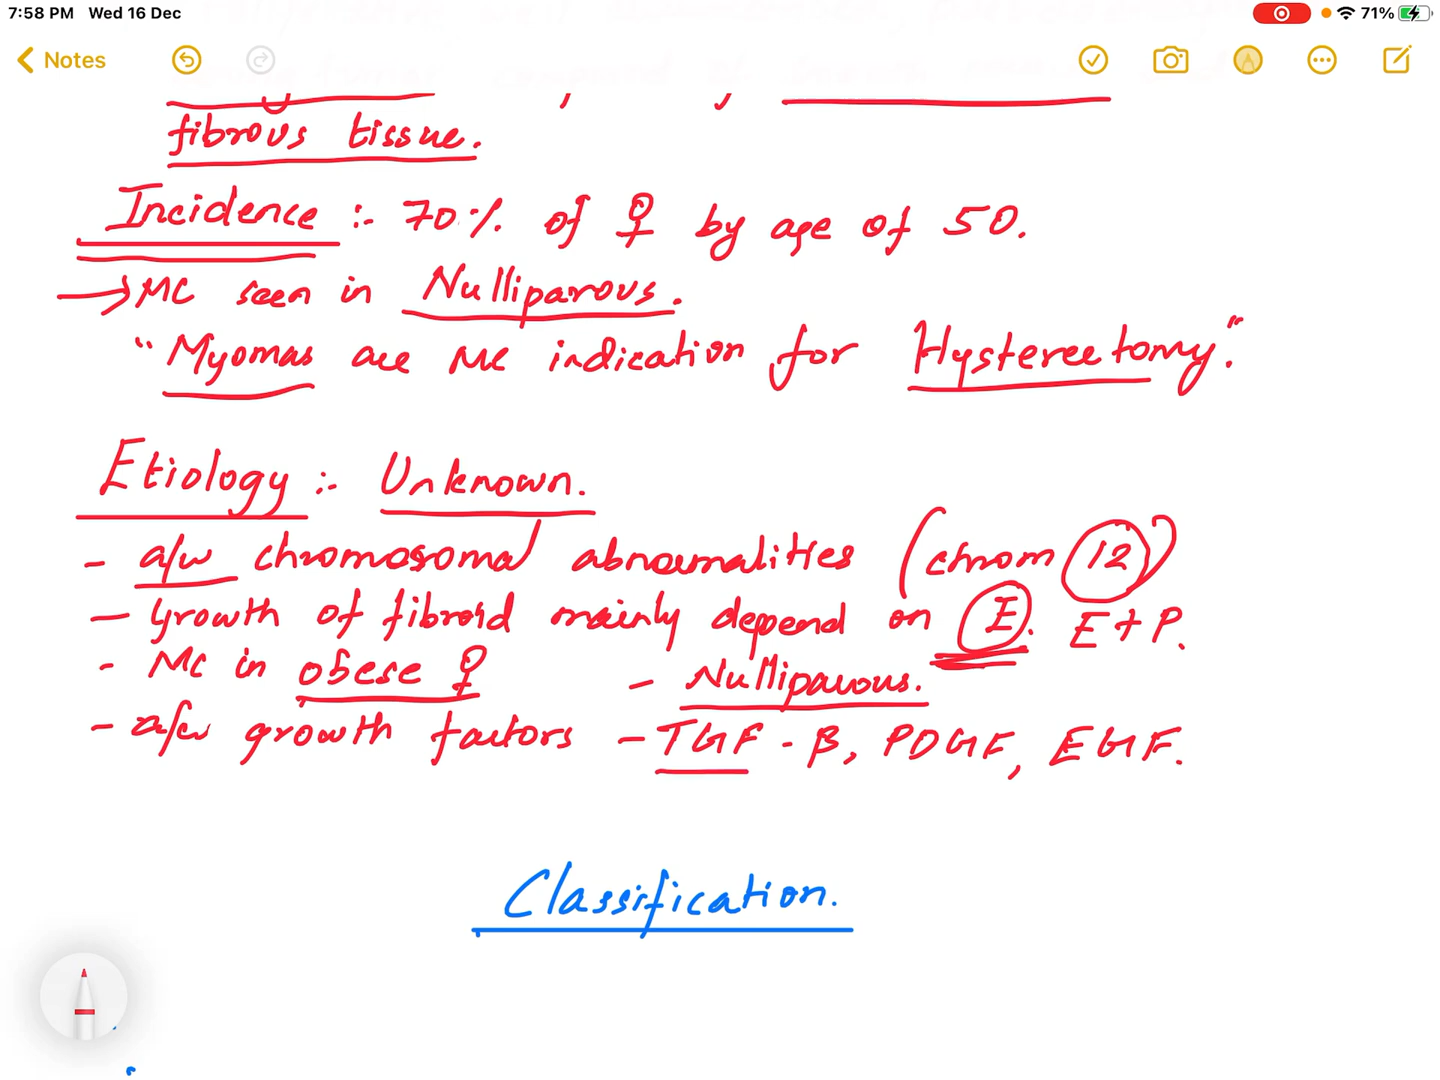 7:58 PM Wed 16 Dec
71%
Notes
fibrous tissue.
Incidence :- 70% of ♀ by age of 50.
→ MC seen in Nulliparous.
"Myomas are MC indication for Hysterectomy."
Etiology :- Unknown.
- a/w chromosomal abnormalities (chrom 12)
- Growth of fibroid mainly depend on E. E + P.
- MC in obese ♀ - Nulliparous.
- a/w growth factors - TGF - β, PDGF, EGF.
Classification.